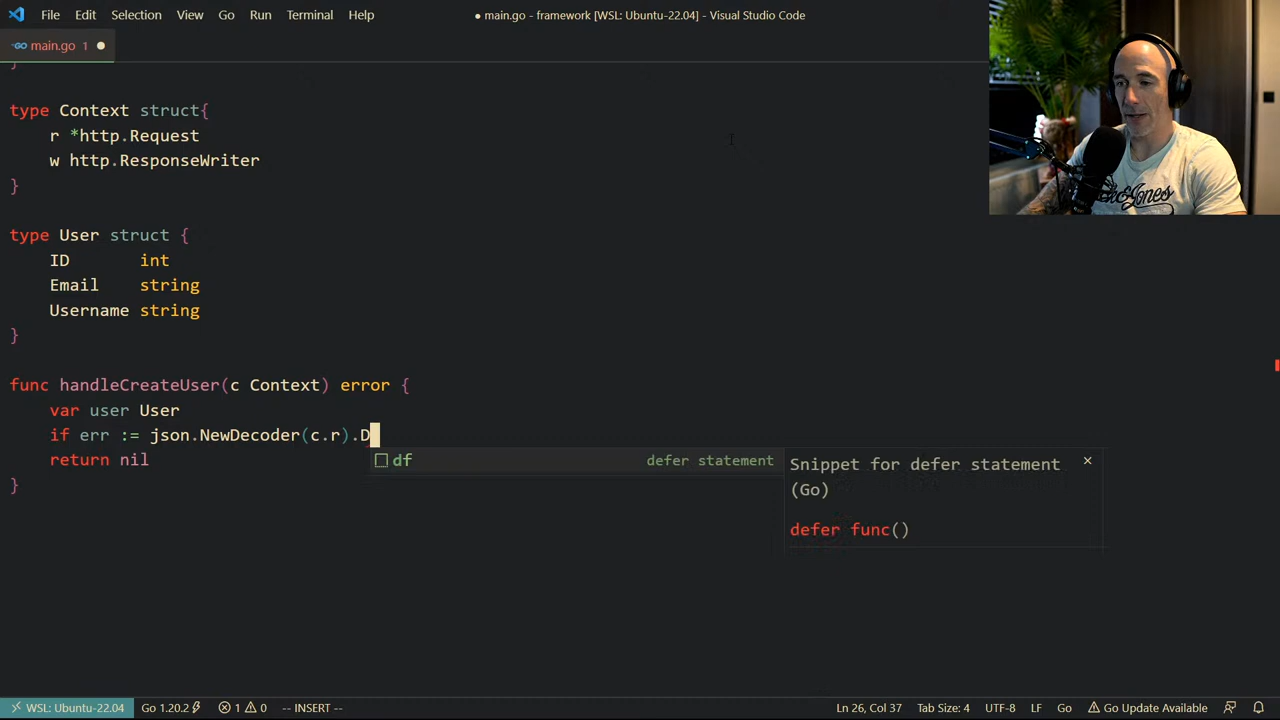 File Edit Selection View Go Run Terminal Help
● main.go - framework [WSL: Ubuntu-22.04] - Visual Studio Code
GO main.go 1 ●
}
type Context struct{
r *http.Request
w http.ResponseWriter
}
type User struct {
ID int
Email string
Username string
}
func handleCreateUser(c Context) error {
var user User
if err := json.NewDecoder(c.r).D
return nil
}
df defer statement
Snippet for defer statement
(Go)
defer func()
&Jones
WSL: Ubuntu-22.04 Go 1.20.2 1 0 -- INSERT -- Ln 26, Col 37 Tab Size: 4 UTF-8 LF Go Go Update Available